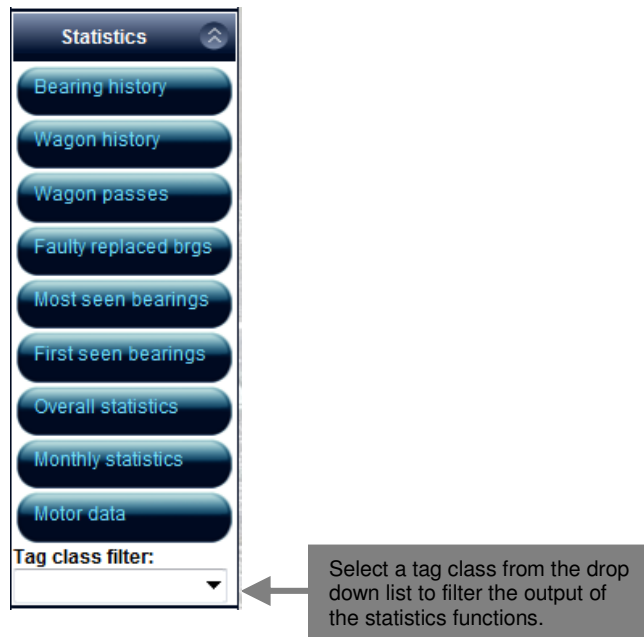 Statistics
Bearing history
Wagon history
Wagon passes
Faulty replaced brgs
Most seen bearings
First seen bearings
Overall statistics
Monthly statistics
Motor data
Tag class filter:
Select a tag class from the drop
down list to filter the output of
the statistics functions.